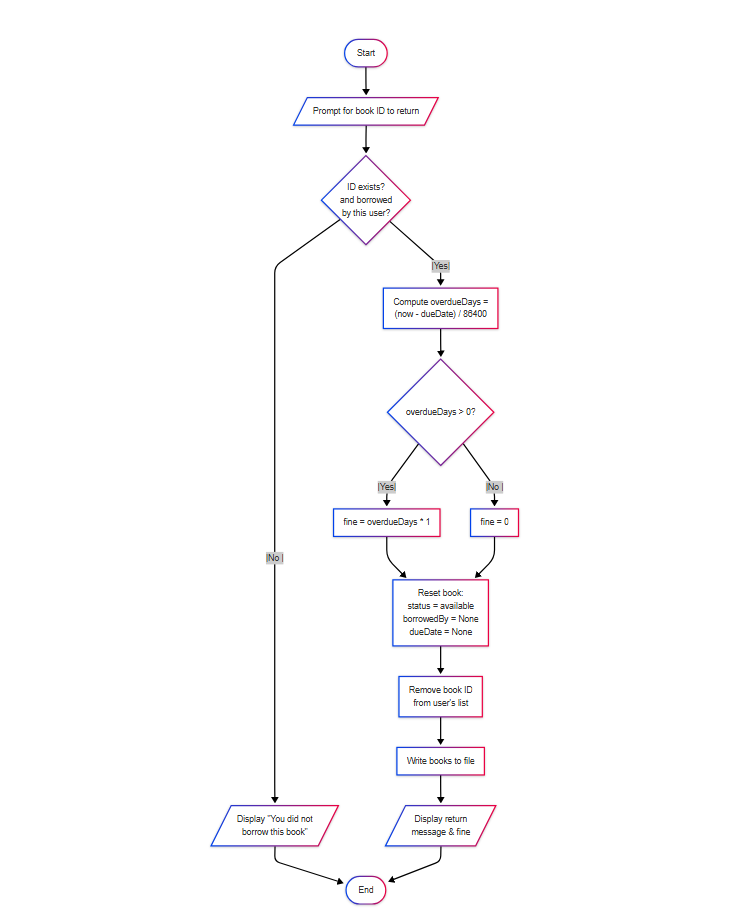 Start
Prompt for book ID to return
ID exists?
and borrowed
by this user?
|Yes|
Compute overdueDays =
(now - dueDate) / 86400
overdueDays > 0?
|Yes|
|No |
fine = overdueDays * 1
fine = 0
|No |
Reset book:
status = available
borrowedBy = None
dueDate = None
Remove book ID
from user's list
Write books to file
Display "You did not
borrow this book"
Display return
message & fine
End